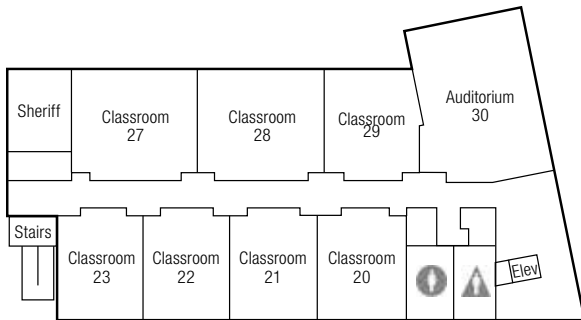 Sheriff
Classroom
27
Classroom
28
Classroom
29
Auditorium
30
Stairs
Classroom
23
Classroom
22
Classroom
21
Classroom
20
Elev